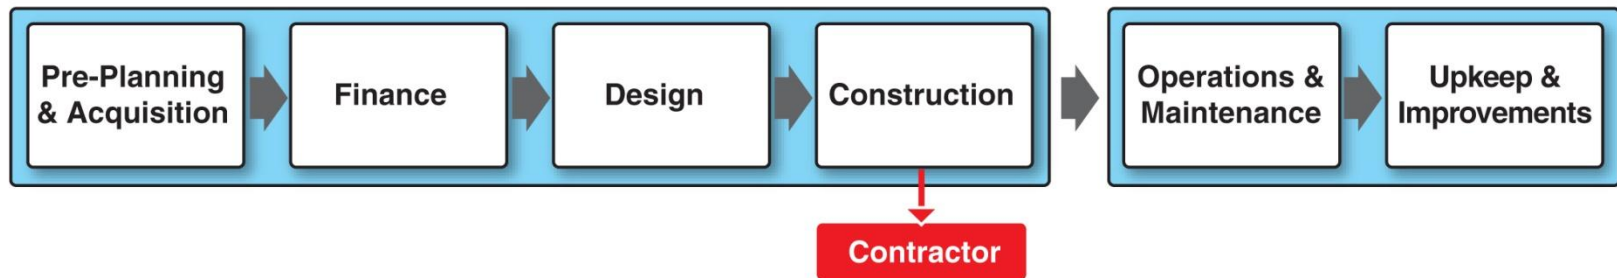 Pre-Planning
& Acquisition
Finance
Design
Construction
Operations &
Maintenance
Upkeep &
Improvements
Contractor